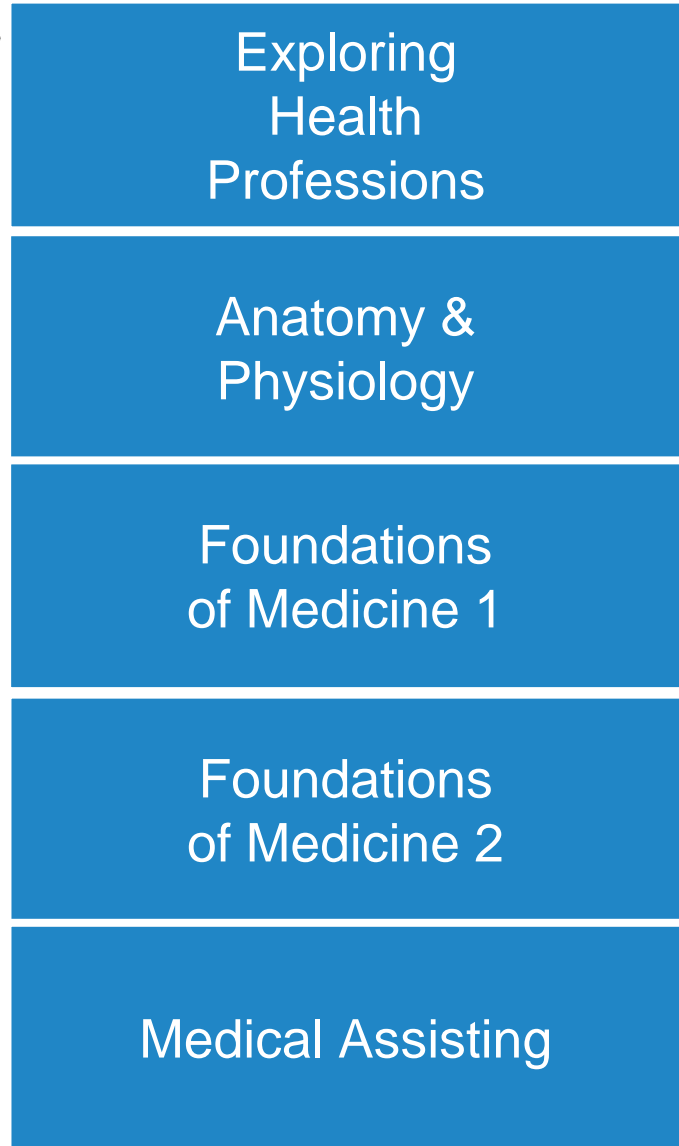 Exploring
Health
Professions
Anatomy &
Physiology
Foundations
of Medicine 1
Foundations
of Medicine 2
Medical Assisting